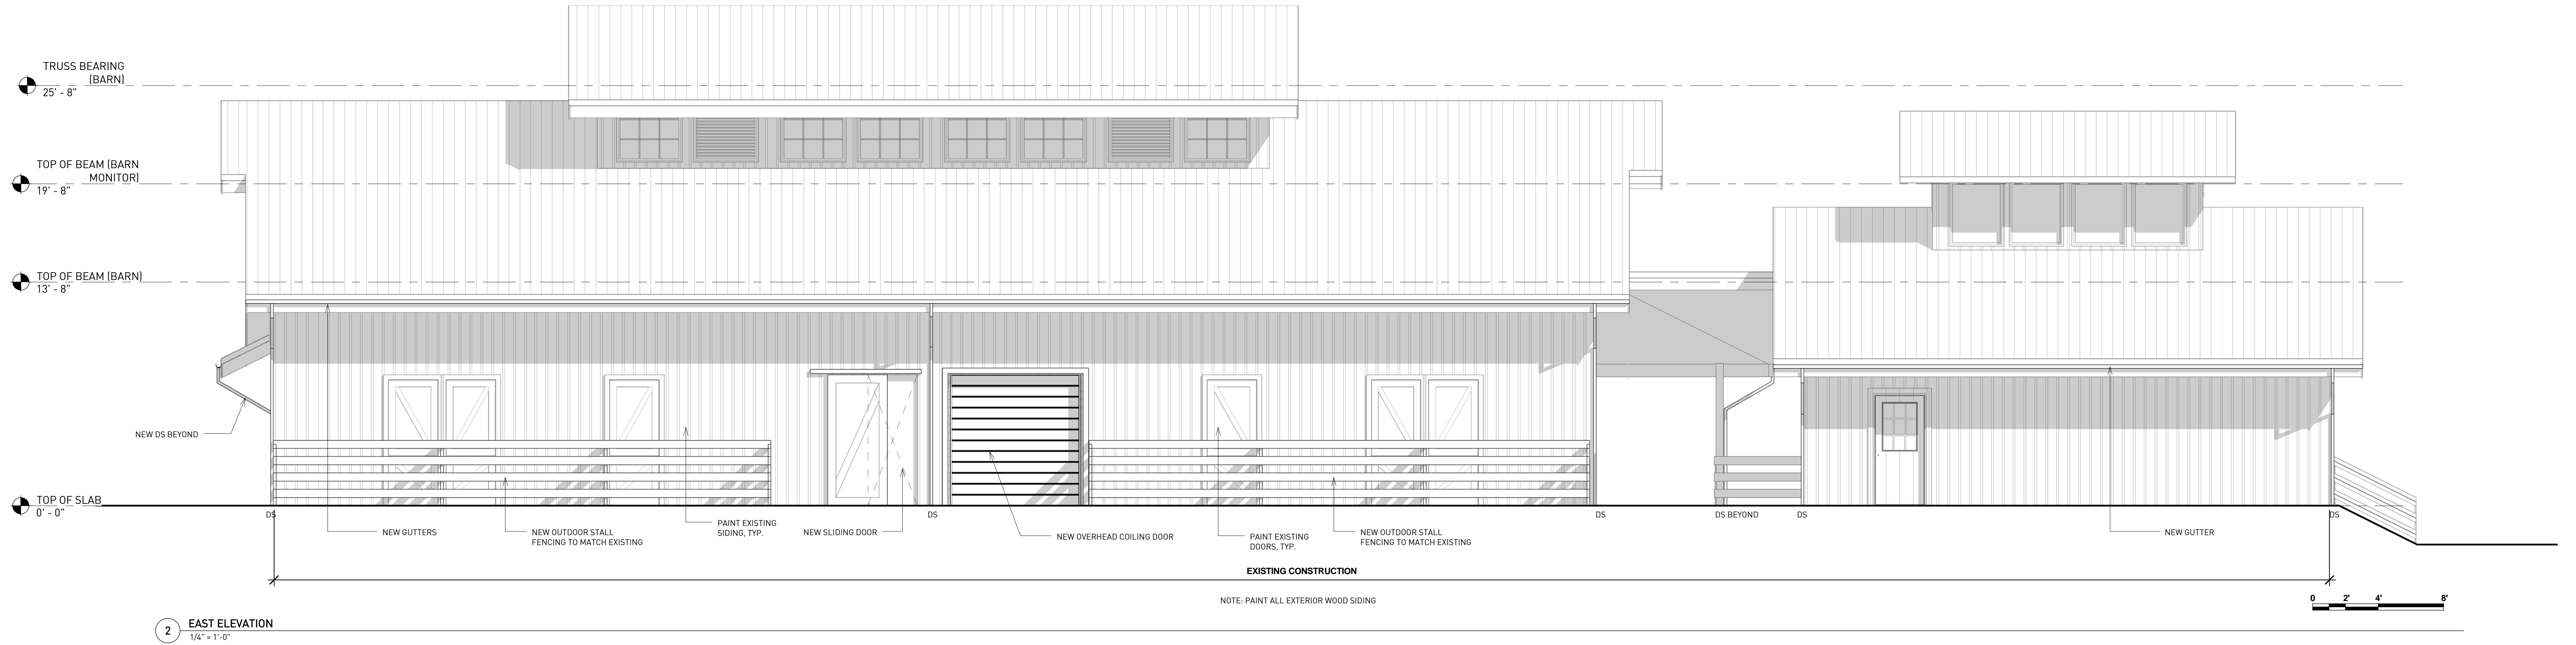 TRUSS BEARING
(BARN)
25' - 8"
TOP OF BEAM (BARN
MONITOR)
19' - 8"
TOP OF BEAM (BARN)
13' - 8"
NEW DS BEYOND
TOP OF SLAB
0' - 0"
DS
DS
DS
DS BEYOND
DS
DS
NEW GUTTERS
NEW OUTDOOR STALL
FENCING TO MATCH EXISTING
PAINT EXISTING
SIDING, TYP.
NEW SLIDING DOOR
NEW OVERHEAD COILING DOOR
PAINT EXISTING
DOORS, TYP.
NEW OUTDOOR STALL
FENCING TO MATCH EXISTING
NEW GUTTER
EXISTING CONSTRUCTION
NOTE: PAINT ALL EXTERIOR WOOD SIDING
0 2' 4' 8'
2 EAST ELEVATION
1/4" = 1'-0"